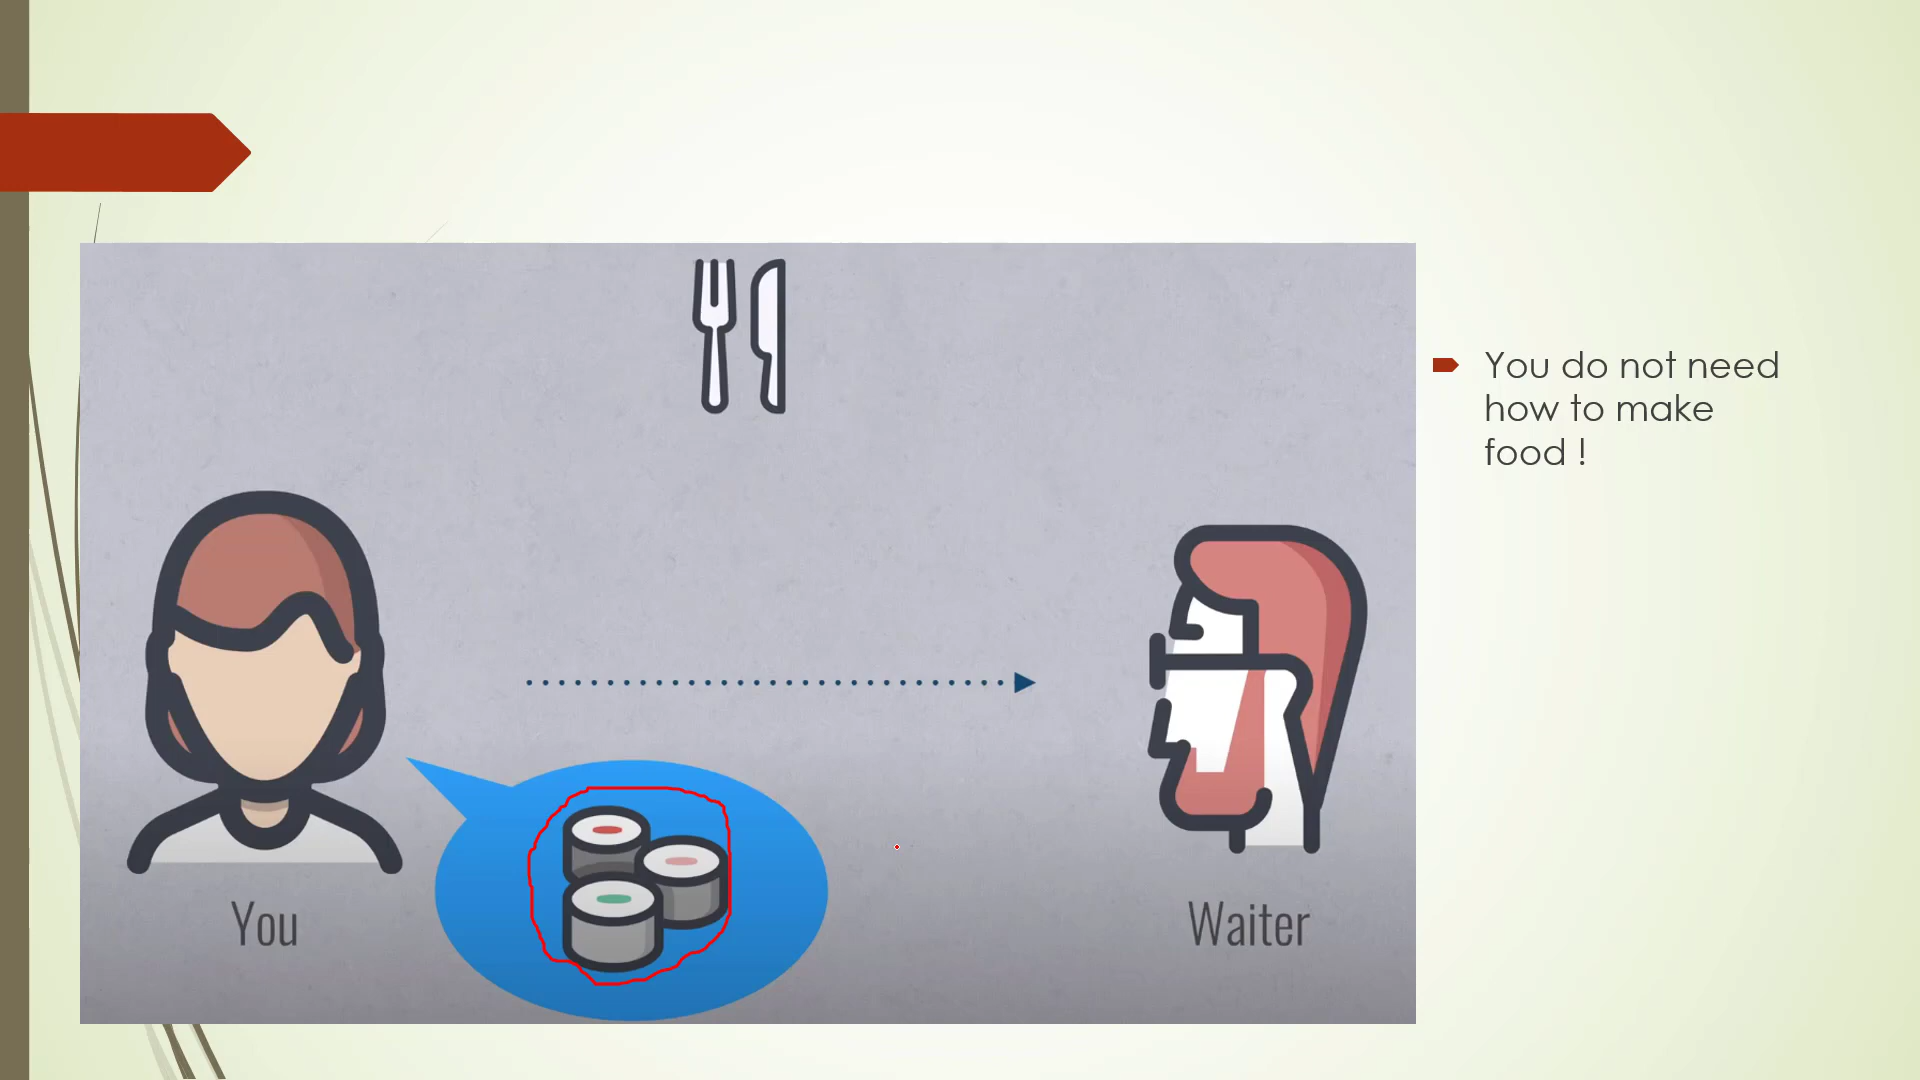 You do not need
how to make
food !
You
Waiter